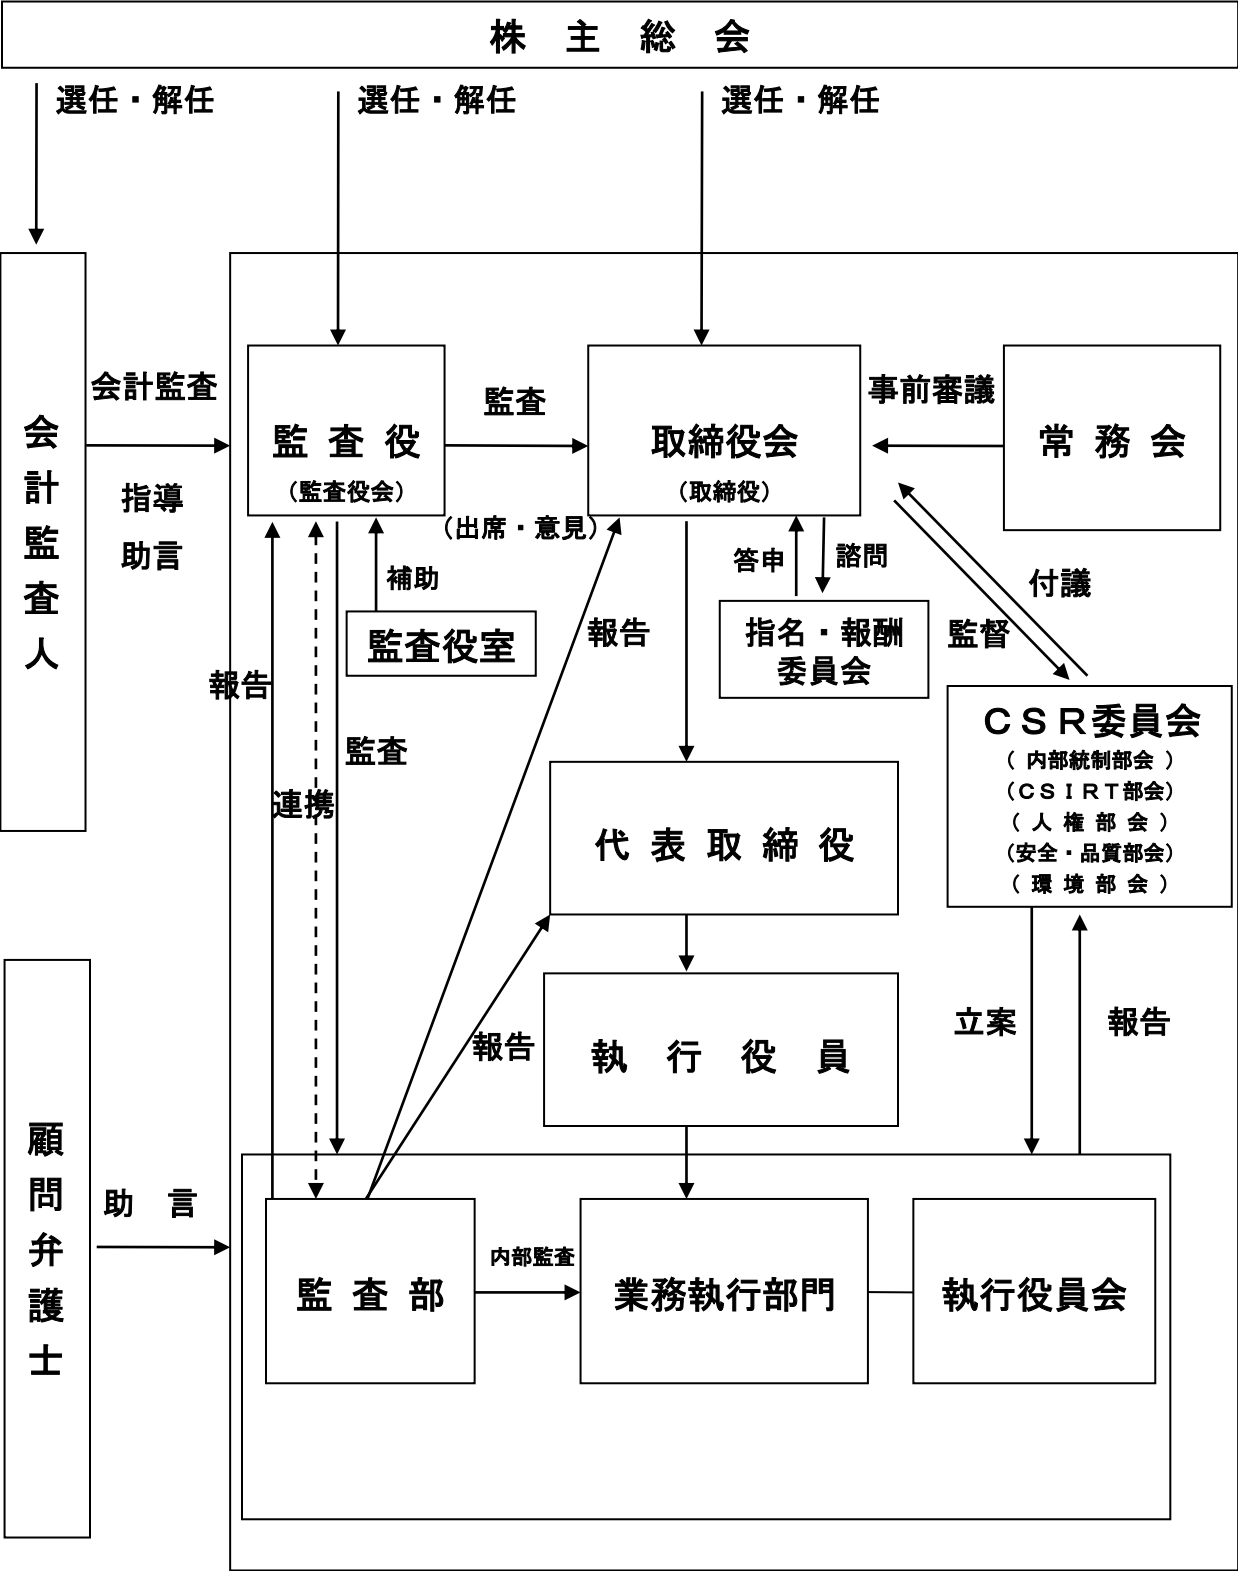 株 主 総 会
選任・解任
選任・解任
選任・解任
会計監査人
会計監査
指導
助言
監 査 役
（監査役会）
監査
（出席・意見）
取締役会
（取締役）
事前審議
常 務 会
補助
監査役室
報告
答申
諮問
指名・報酬
委員会
付議
監督
報告
監査
連携
ＣＳＲ委員会
（ 内部統制部会 ）
（ＣＳＩＲＴ部会）
（ 人 権 部 会 ）
（安全・品質部会）
（ 環 境 部 会 ）
代 表 取 締 役
報告
執 行 役 員
立案
報告
顧問弁護士
助 言
監 査 部
内部監査
業務執行部門
執行役員会